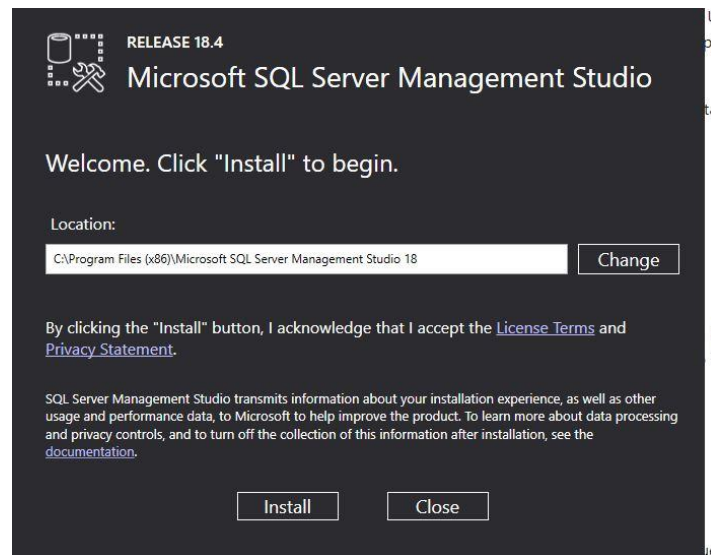 RELEASE 18.4
Microsoft SQL Server Management Studio
Welcome. Click "Install" to begin.
Location:
C:\Program Files (x86)\Microsoft SQL Server Management Studio 18
Change
By clicking the "Install" button, I acknowledge that I accept the License Terms and
Privacy Statement.
SQL Server Management Studio transmits information about your installation experience, as well as other
usage and performance data, to Microsoft to help improve the product. To learn more about data processing
and privacy controls, and to turn off the collection of this information after installation, see the
documentation.
Install Close